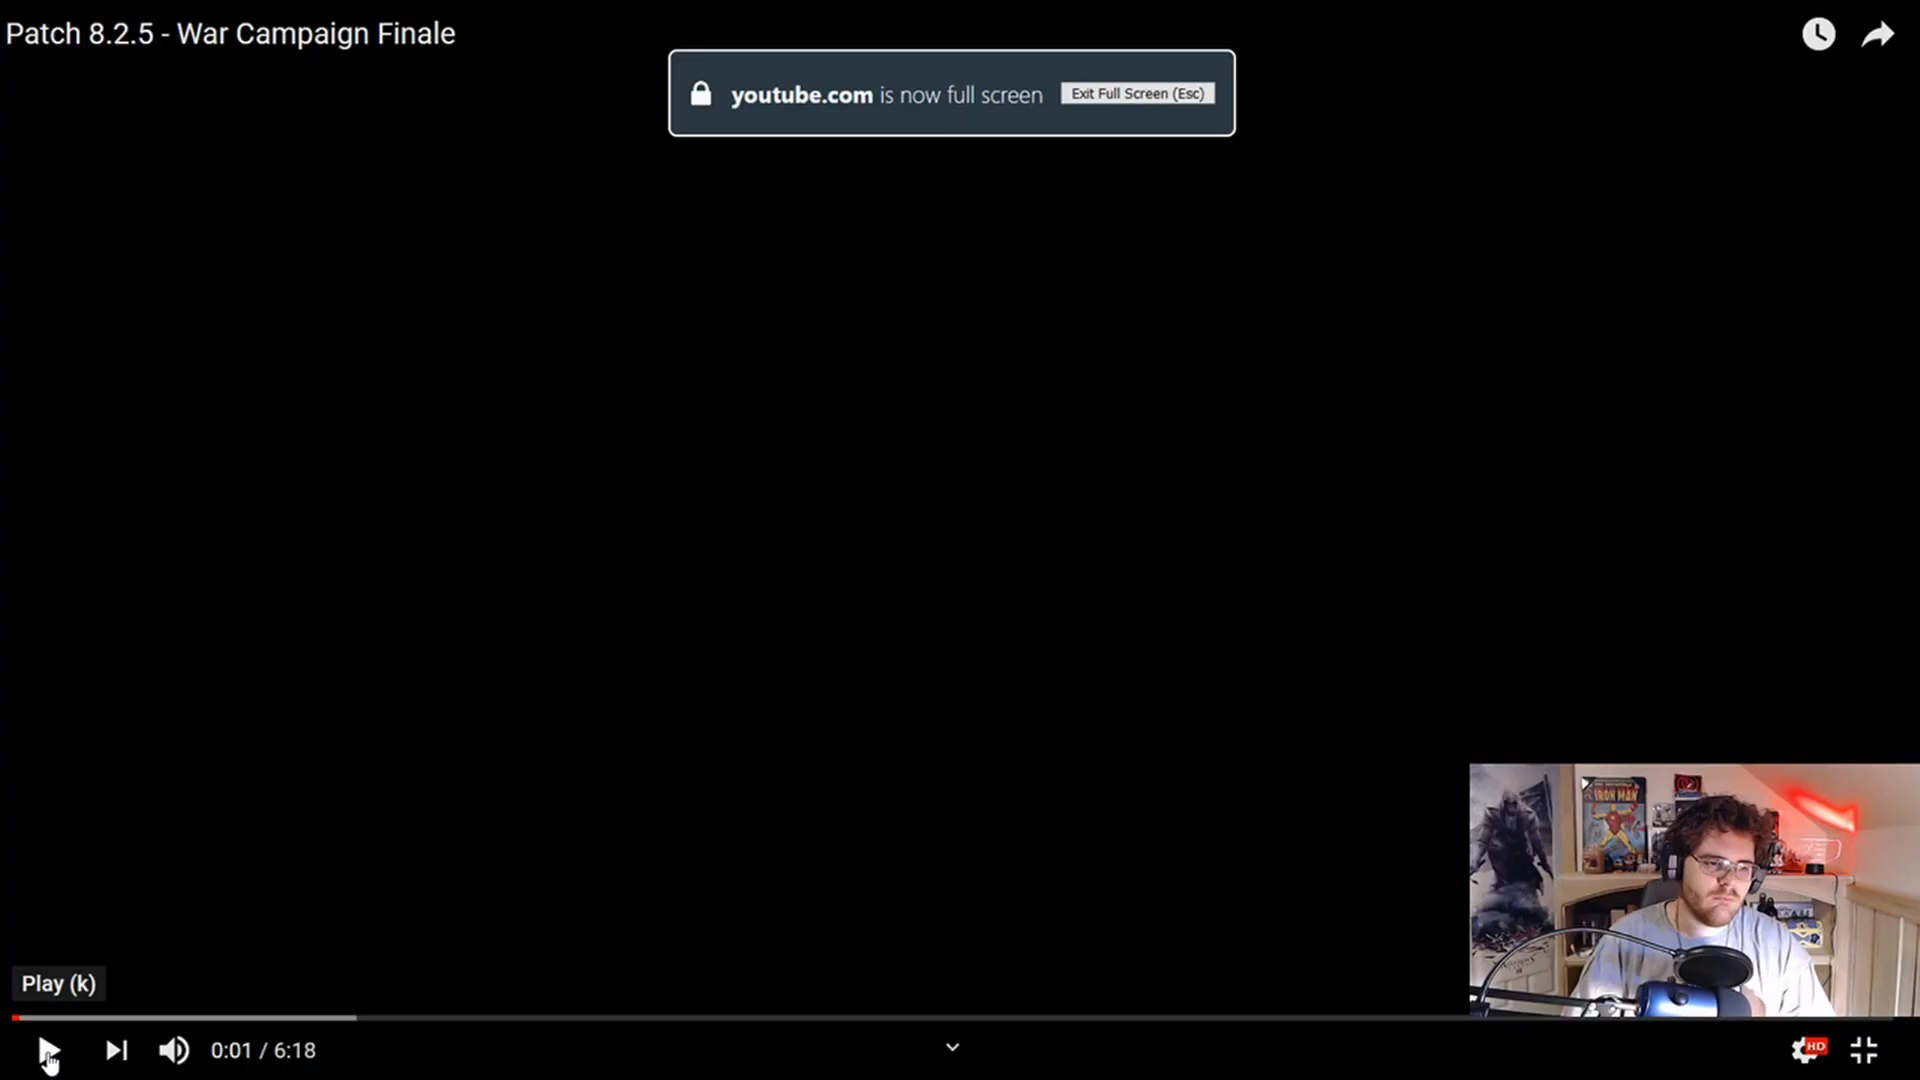 Patch 8.2.5 - War Campaign Finale
youtube.com is now full screen
Exit Full Screen (Esc)
IRON MAN
Play (k)
0:01 / 6:18
HD